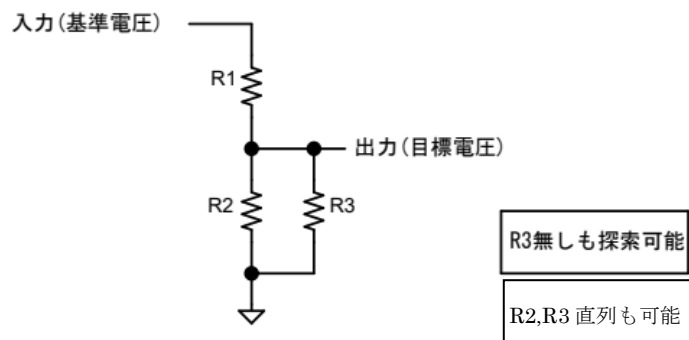 入力(基準電圧)
R1
出力(目標電圧)
R2
R3
R3無しも探索可能
R2,R3 直列も可能